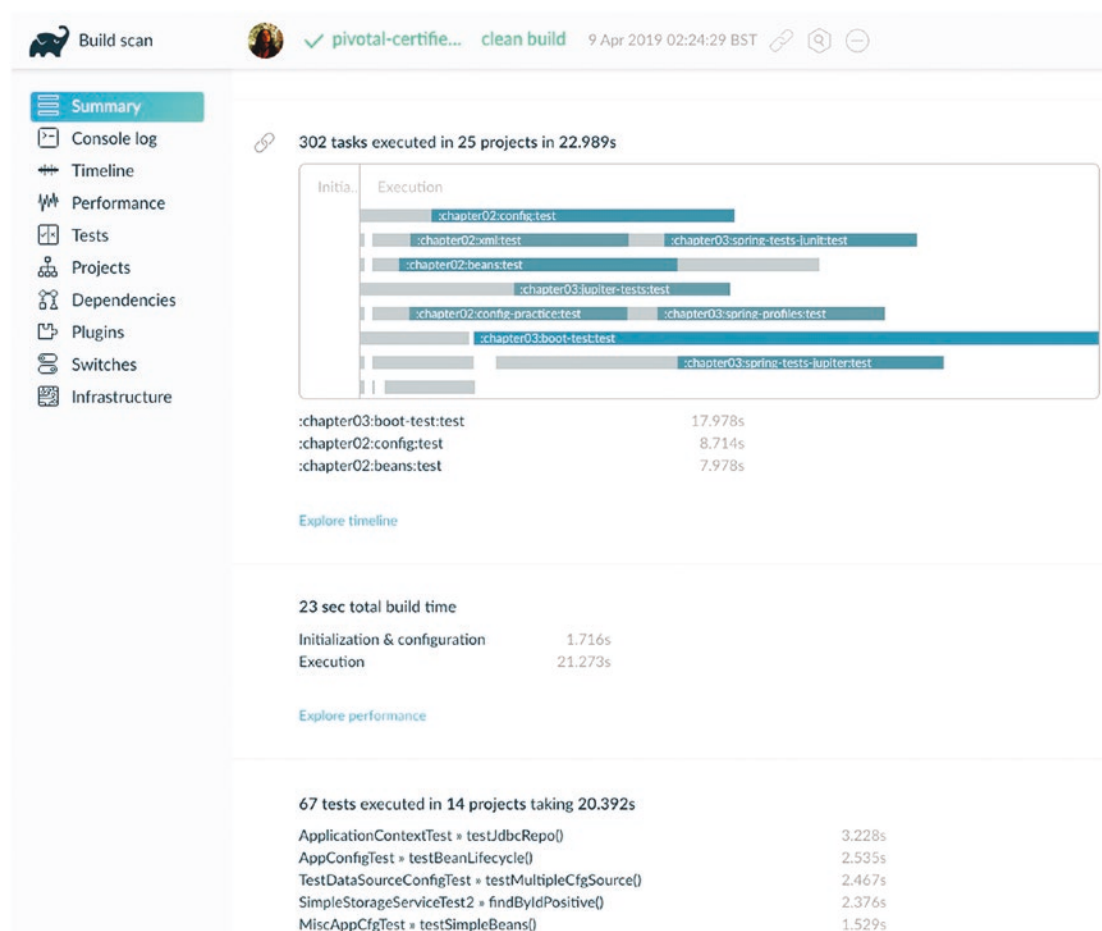 Build scan
pivotal-certifie... clean build 9 Apr 2019 02:24:29 BST
Summary
Console log
Timeline
Performance
Tests
Projects
Dependencies
Plugins
Switches
Infrastructure
302 tasks executed in 25 projects in 22.989s
Initia.. Execution
:chapter02:config:test
:chapter02:xml:test :chapter03:spring-tests-junit:test
:chapter02:beans:test
:chapter03:jupiter-tests:test
:chapter02:config-practice:test :chapter03:spring-profiles:test
:chapter03:boot-test:test
:chapter03:spring-tests-jupiter:test
:chapter03:boot-test:test 17.978s
:chapter02:config:test 8.714s
:chapter02:beans:test 7.978s
Explore timeline
23 sec total build time
Initialization & configuration 1.716s
Execution 21.273s
Explore performance
67 tests executed in 14 projects taking 20.392s
ApplicationContextTest » testJdbcRepo() 3.228s
AppConfigTest » testBeanLifecycle() 2.535s
TestDataSourceConfigTest » testMultipleCfgSource() 2.467s
SimpleStorageServiceTest2 » findByIdPositive() 2.376s
MiscAppCfgTest » testSimpleBeans() 1.529s